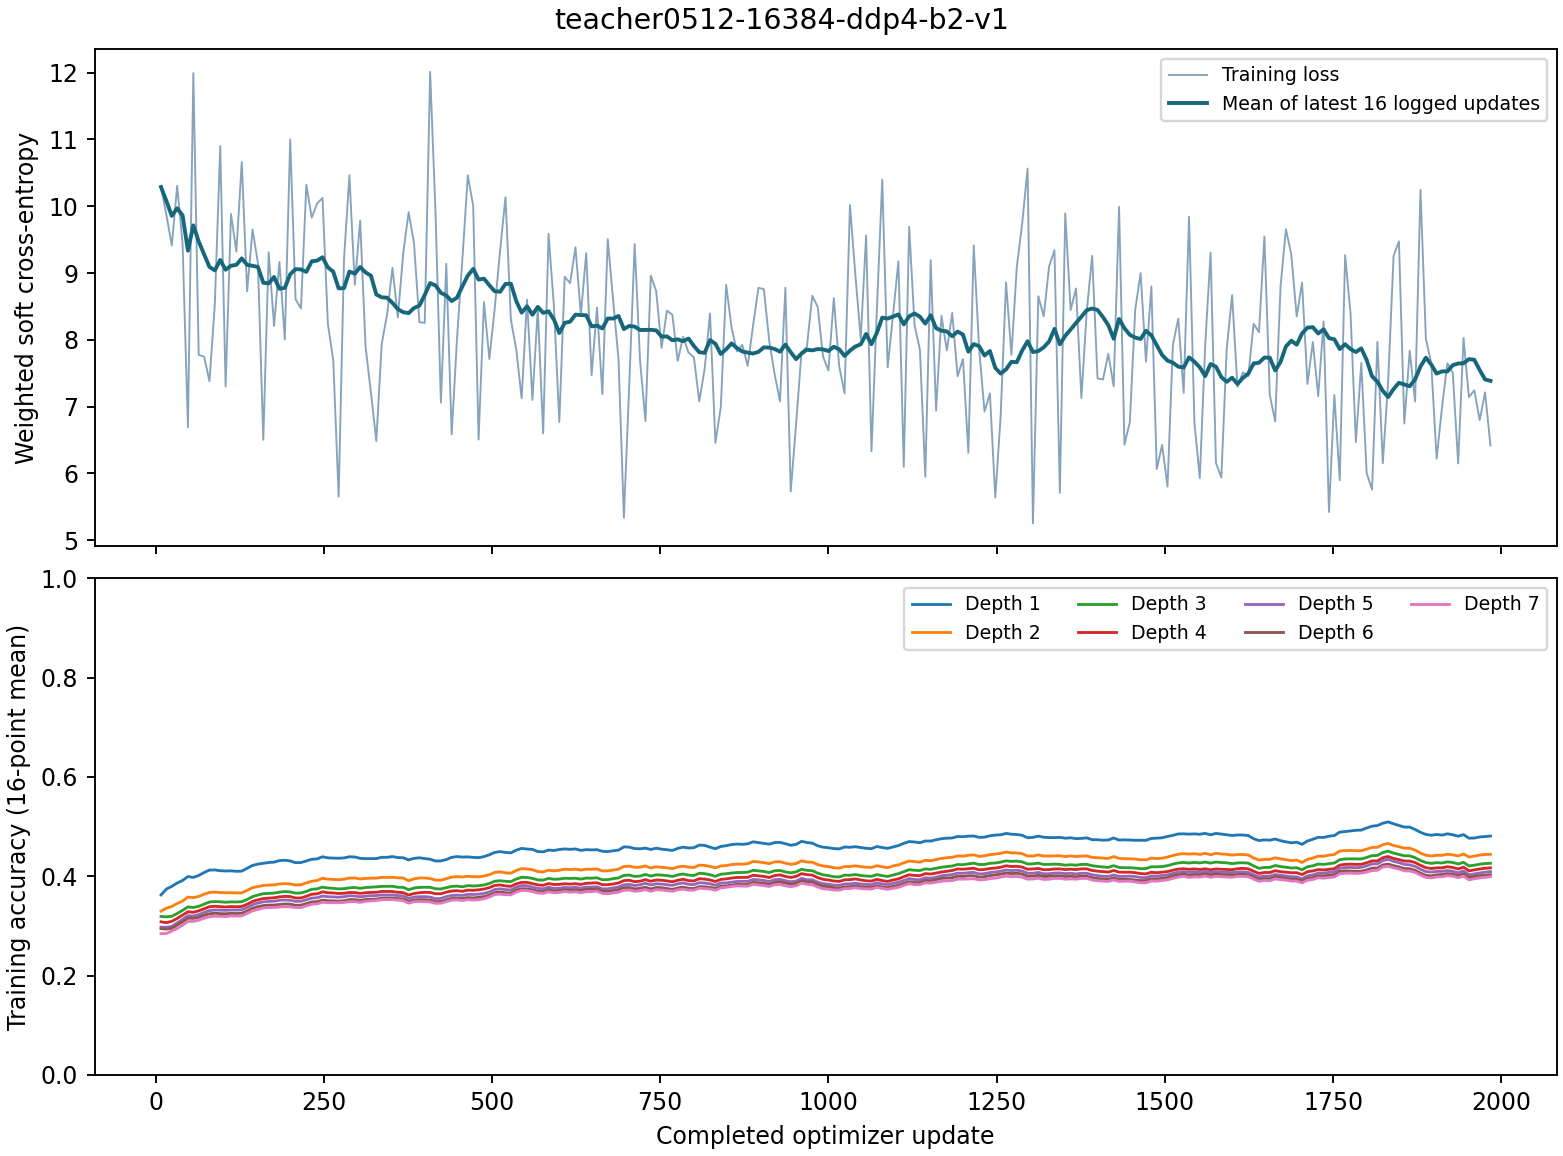 teacher0512-16384-ddp4-b2-v1
Weighted soft cross-entropy
12
11
10
9
8
7
6
5
Training loss
Mean of latest 16 logged updates
Training accuracy (16-point mean)
1.0
0.8
0.6
0.4
0.2
0.0
Depth 1 Depth 3 Depth 5 Depth 7
Depth 2 Depth 4 Depth 6
0 250 500 750 1000 1250 1500 1750 2000
Completed optimizer update